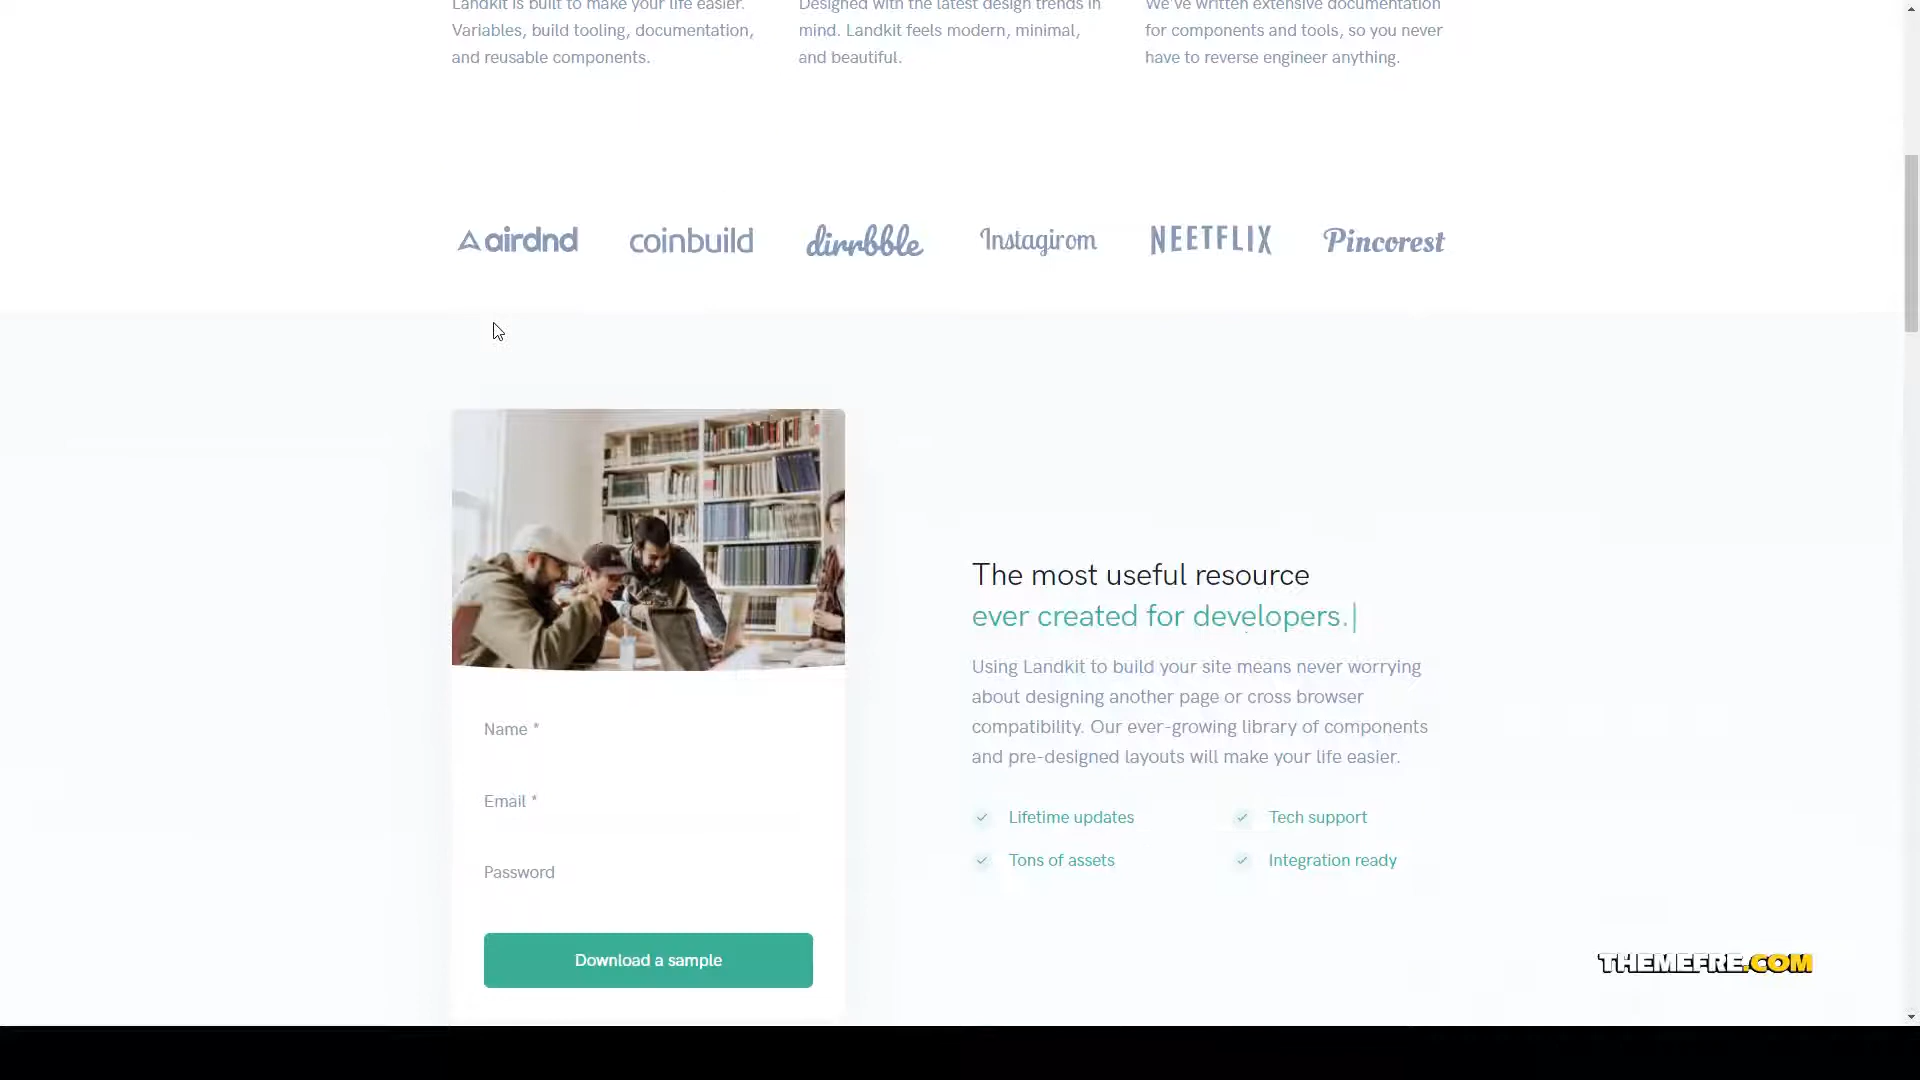 Landkit is built to make your life easier.
Variables, build tooling, documentation,
and reusable components.
Designed with the latest design trends in
mind. Landkit feels modern, minimal,
and beautiful.
We've written extensive documentation
for components and tools, so you never
have to reverse engineer anything.
airdnd
coinbuild
dirrbble
Instagirom
NEETFLIX
Pincorest
Name *
Email *
Password
Download a sample
The most useful resource
ever created for developers.
Using Landkit to build your site means never worrying
about designing another page or cross browser
compatibility. Our ever-growing library of components
and pre-designed layouts will make your life easier.
Lifetime updates
Tech support
Tons of assets
Integration ready
THEMEFRE.COM